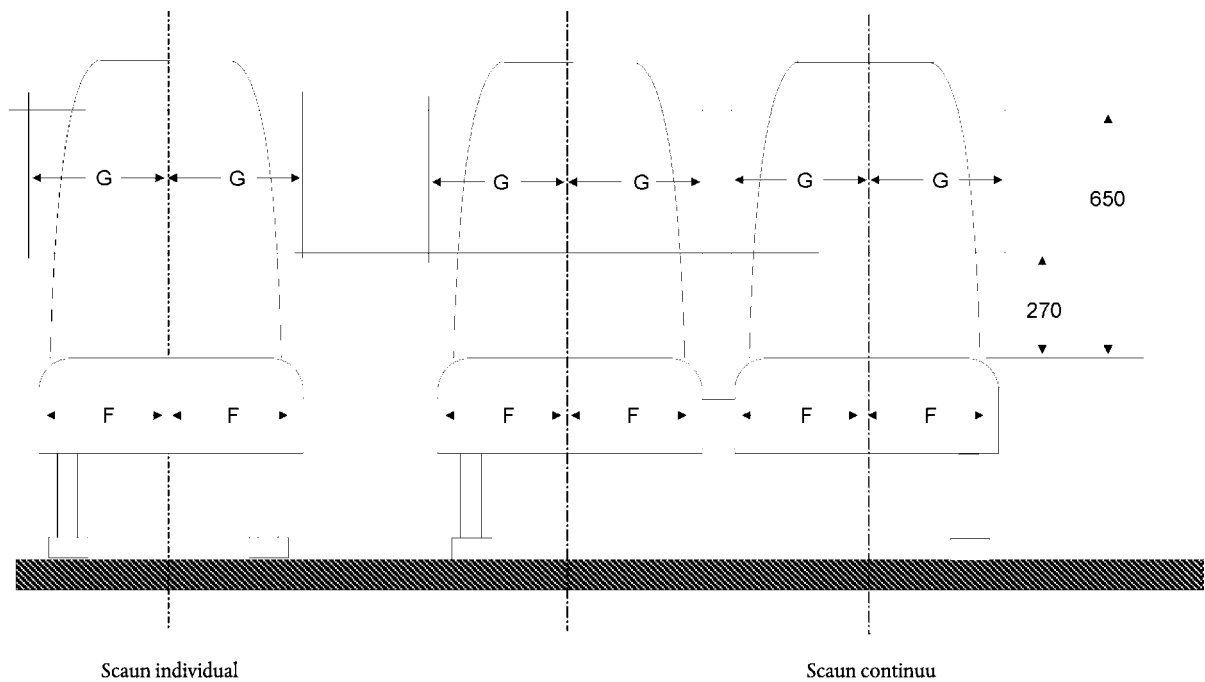 G G G G G G
650
270
F F F F F F
Scaun individual Scaun continuu